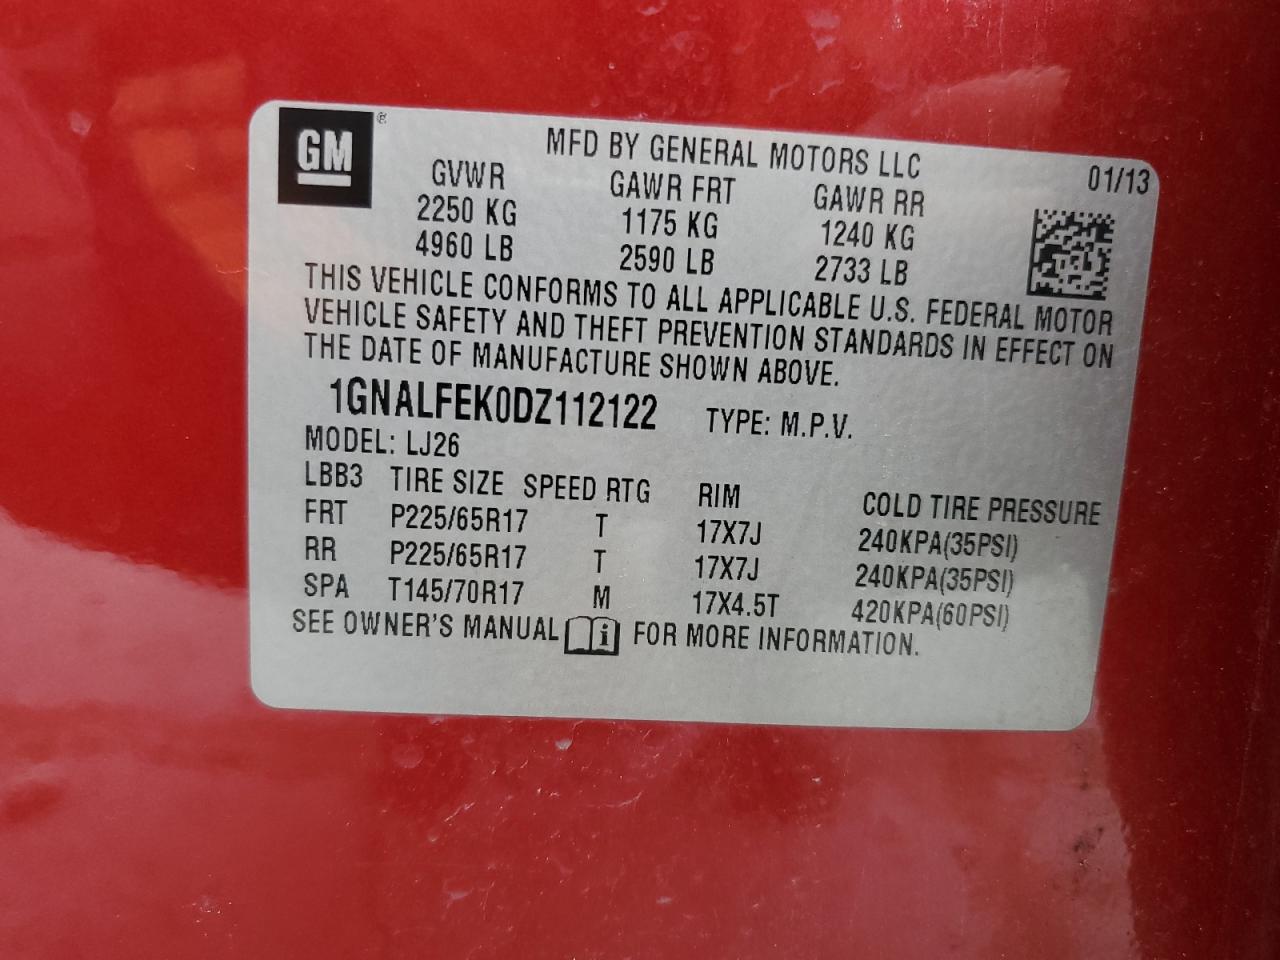 GM ®
MFD BY GENERAL MOTORS LLC 01/13
GVWR GAWR FRT GAWR RR
2250 KG 1175 KG 1240 KG
4960 LB 2590 LB 2733 LB
THIS VEHICLE CONFORMS TO ALL APPLICABLE U.S. FEDERAL MOTOR
VEHICLE SAFETY AND THEFT PREVENTION STANDARDS IN EFFECT ON
THE DATE OF MANUFACTURE SHOWN ABOVE.
1GNALFEK0DZ112122 TYPE: M.P.V.
MODEL: LJ26
LBB3 TIRE SIZE SPEED RTG RIM COLD TIRE PRESSURE
FRT P225/65R17 T 17X7J 240KPA(35PSI)
RR P225/65R17 T 17X7J 240KPA(35PSI)
SPA T145/70R17 M 17X4.5T 420KPA(60PSI)
SEE OWNER'S MANUAL i FOR MORE INFORMATION.